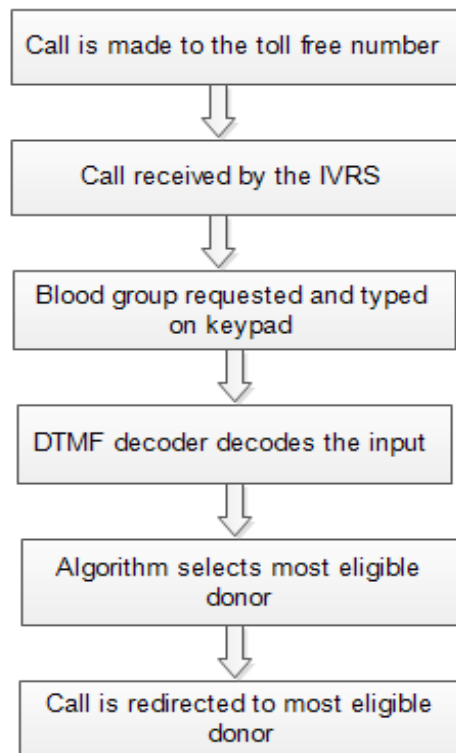 Call is made to the toll free number
Call received by the IVRS
Blood group requested and typed
on keypad
DTMF decoder decodes the input
Algorithm selects most eligible
donor
Call is redirected to most eligible
donor